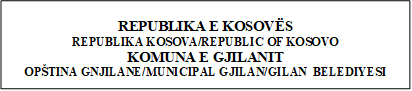 REPUBLIKA E KOSOVËS
REPUBLIKA KOSOVA/REPUBLIC OF KOSOVO
KOMUNA E GJILANIT
OPŠTINA GNJILANE/MUNICIPAL GJILAN/GILAN BELEDIYESI